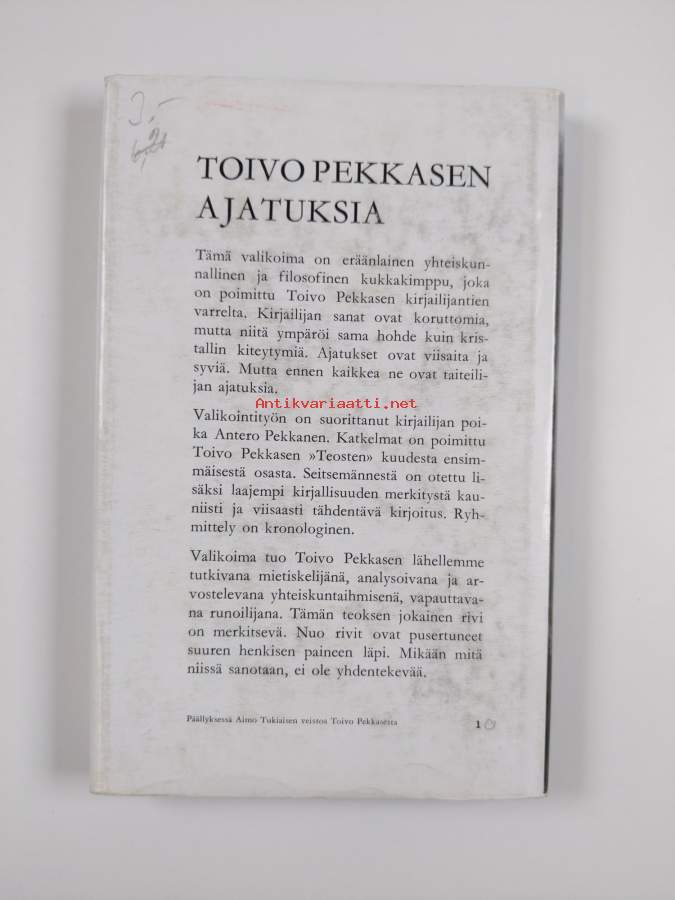 3.–
TOIVO PEKKASEN
AJATUKSIA
Tämä valikoima on eräänlainen yhteiskun-
nallinen ja filosofinen kukkakimppu, joka
on poimittu Toivo Pekkasen kirjailijantien
varrelta. Kirjailijan sanat ovat koruttomia,
mutta niitä ympäröi sama hohde kuin kris-
tallin kiteytymiä. Ajatukset ovat viisaita ja
syviä. Mutta ennen kaikkea ne ovat taiteili-
jan ajatuksia.
Antikvariaatti.net
Valikointityön on suorittanut kirjailijan poi-
ka Antero Pekkanen. Katkelmat on poimittu
Toivo Pekkasen »Teosten» kuudesta ensim-
mäisestä osasta. Seitsemännestä on otettu li-
säksi laajempi kirjallisuuden merkitystä kau-
niisti ja viisaasti tähdentävä kirjoitus. Ryh-
mittely on kronologinen.
Valikoima tuo Toivo Pekkasen lähellemme
tutkivana mietiskelijänä, analysoivana ja ar-
vostelevana yhteiskuntaihmisenä, vapauttava-
na runoilijana. Tämän teoksen jokainen rivi
on merkitsevä. Nuo rivit ovat pusertuneet
suuren henkisen paineen läpi. Mikään mitä
niissä sanotaan, ei ole yhdentekevää.
Päällyksessä Aimo Tukiaisen veistos Toivo Pekkasesta
1